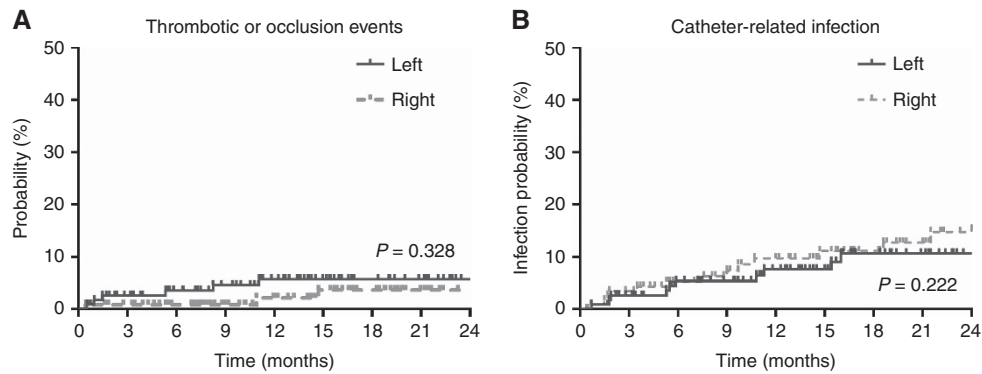 A
Thrombotic or occlusion events
Probability (%)
50
40
30
20
10
0
Left
Right
P = 0.328
0 3 6 9 12 15 18 21 24
Time (months)
B
Catheter-related infection
Infection probability (%)
50
40
30
20
10
0
Left
Right
P = 0.222
0 3 6 9 12 15 18 21 24
Time (months)